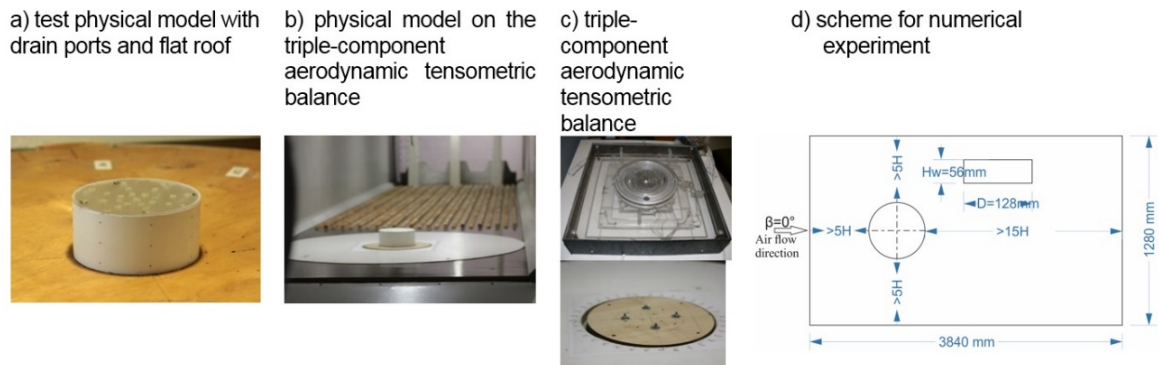 a) test physical model with
drain ports and flat roof
b) physical model on the
triple-component
aerodynamic tensometric
balance
c) triple-
component
aerodynamic
tensometric
balance
d) scheme for numerical
experiment
>5H
Hw=56mm
D=128mm
β=0°
Air flow
direction
>5H
>15H
>5H
1280 mm
3840 mm